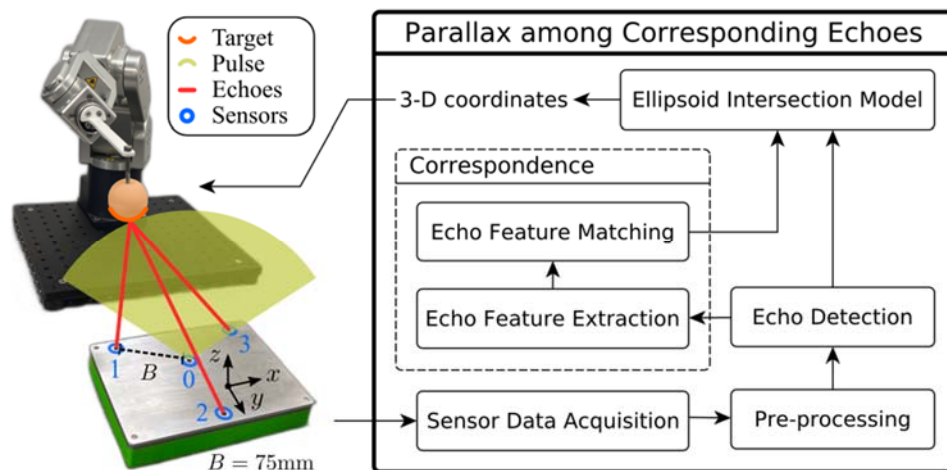 Target
Pulse
Echoes
Sensors
1
B
0
3
z
x
y
2
B = 75mm
Parallax among Corresponding Echoes
3-D coordinates
Ellipsoid Intersection Model
Correspondence
Echo Feature Matching
Echo Feature Extraction
Echo Detection
Sensor Data Acquisition
Pre-processing